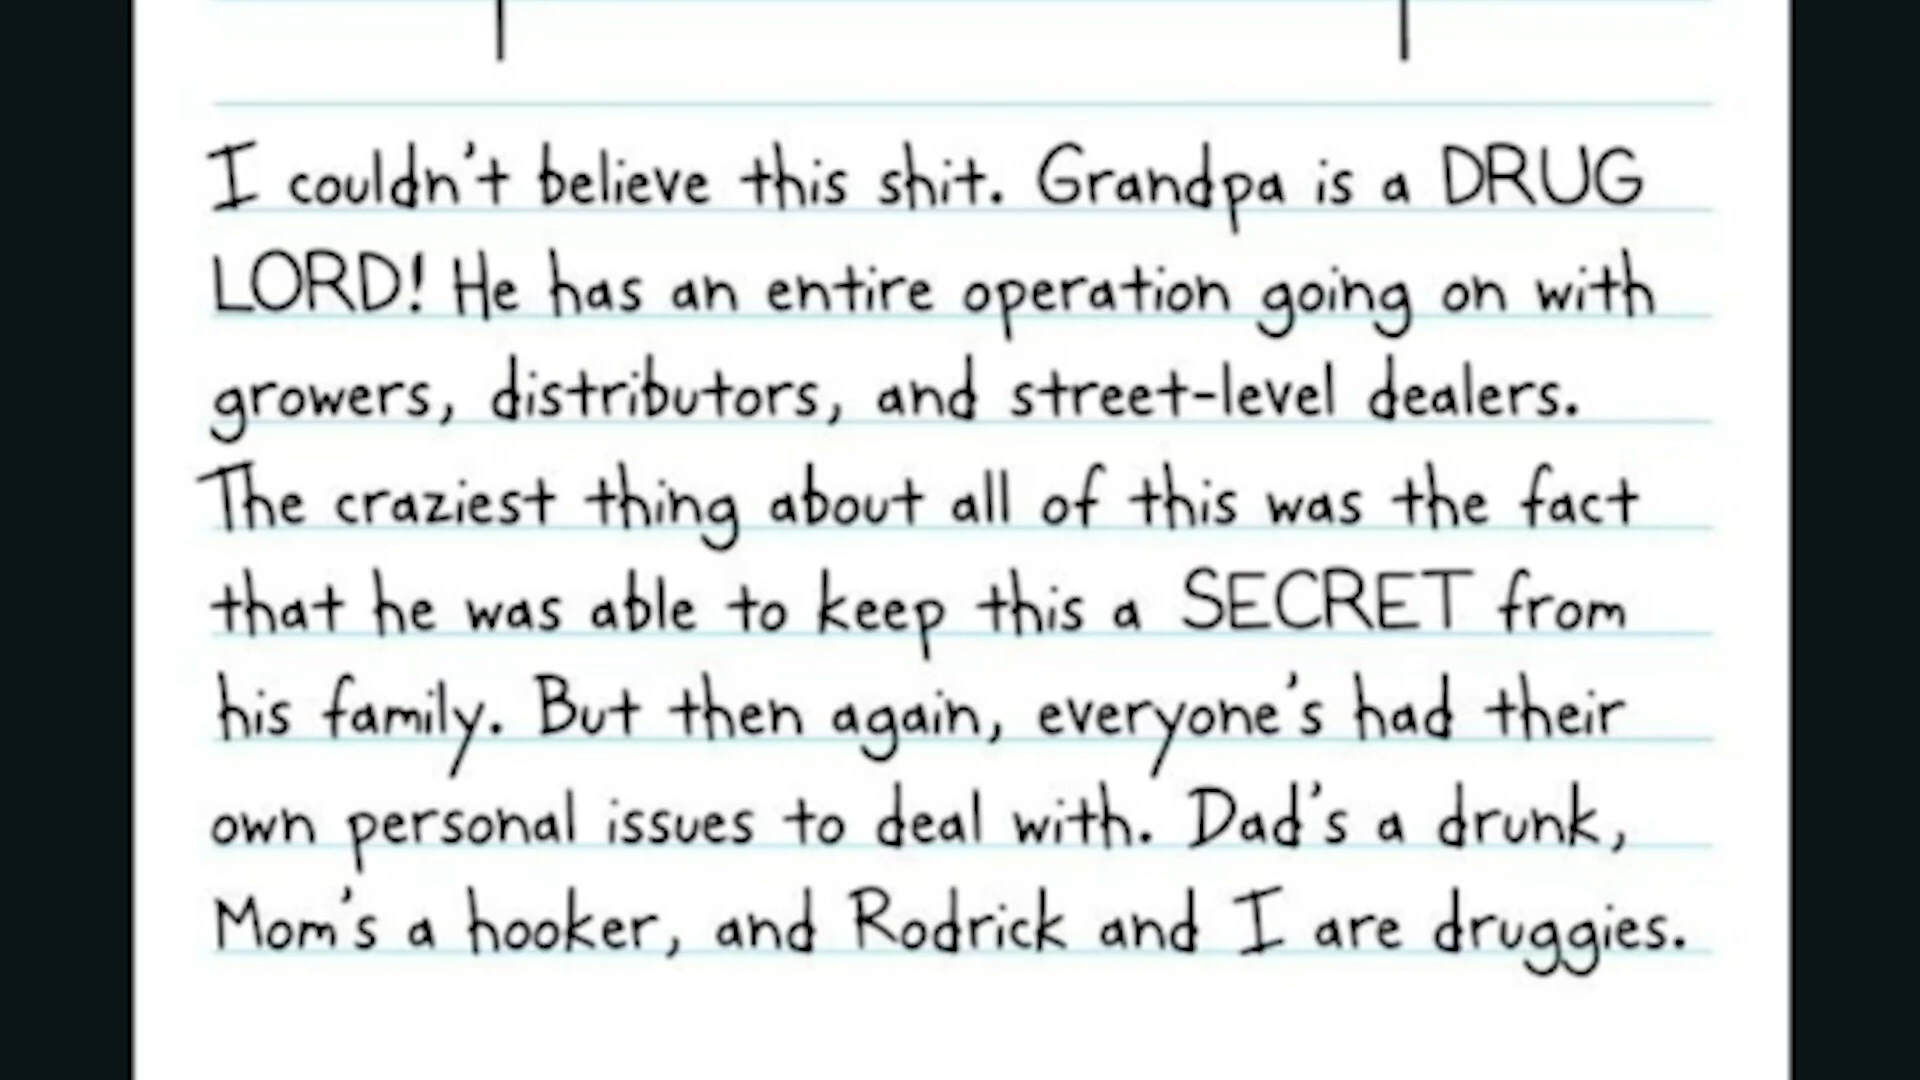 I couldn't believe this shit. Grandpa is a DRUG
LORD! He has an entire operation going on with
growers, distributors, and street-level dealers.
The craziest thing about all of this was the fact
that he was able to keep this a SECRET from
his family. But then again, everyone's had their
own personal issues to deal with. Dad's a drunk,
Mom's a hooker, and Rodrick and I are druggies.